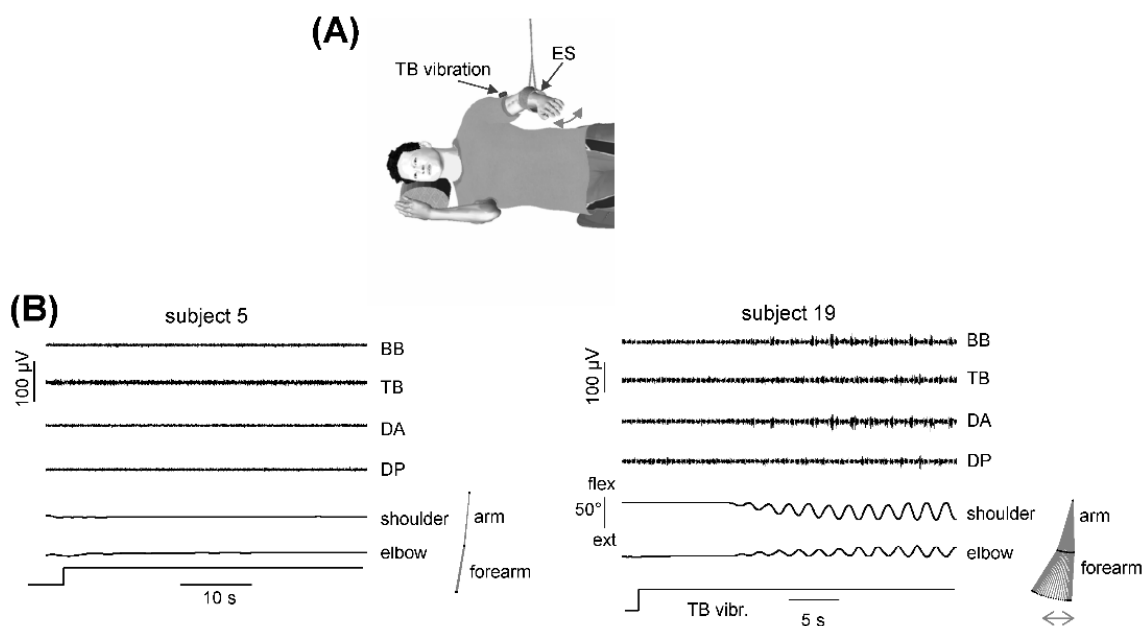 (A)
ES
TB vibration
(B)
subject 5
BB
100 µV
TB
DA
DP
shoulder
arm
elbow
forearm
10 s
subject 19
BB
100 µV
TB
DA
DP
flex
50°
shoulder
arm
ext
elbow
forearm
TB vibr.
5 s